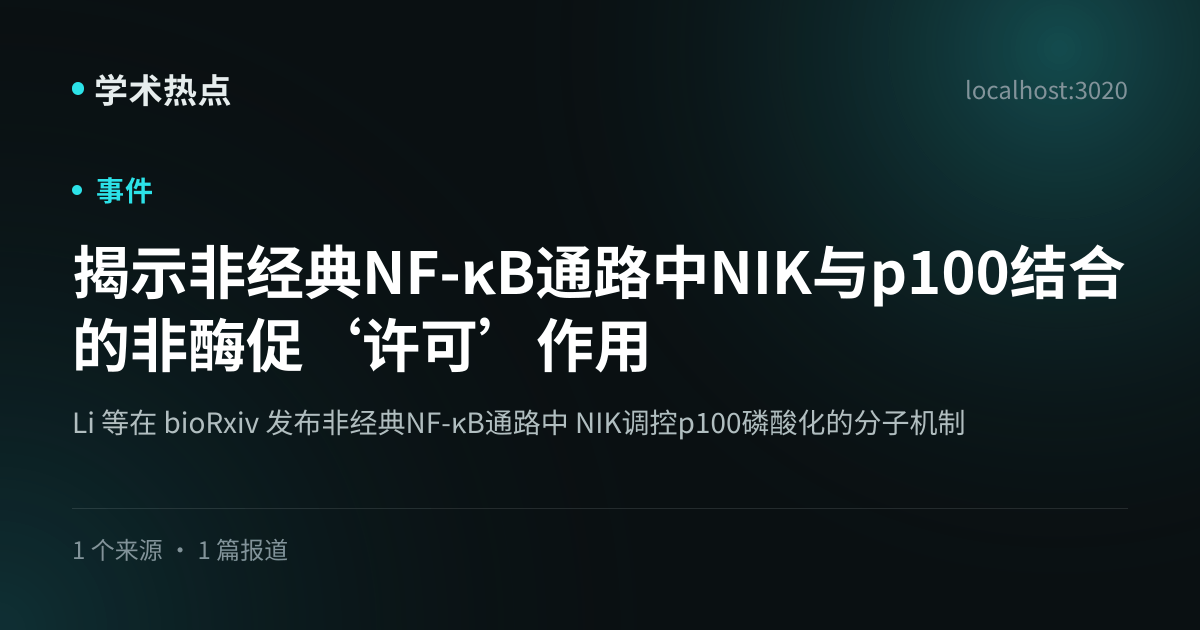 学术热点
localhost:3020
事件
揭示非经典NF-κB通路中NIK与p100结合
的非酶促‘许可’作用
Li 等在 bioRxiv 发布非经典NF-κB通路中 NIK调控p100磷酸化的分子机制
1 个来源 · 1 篇报道